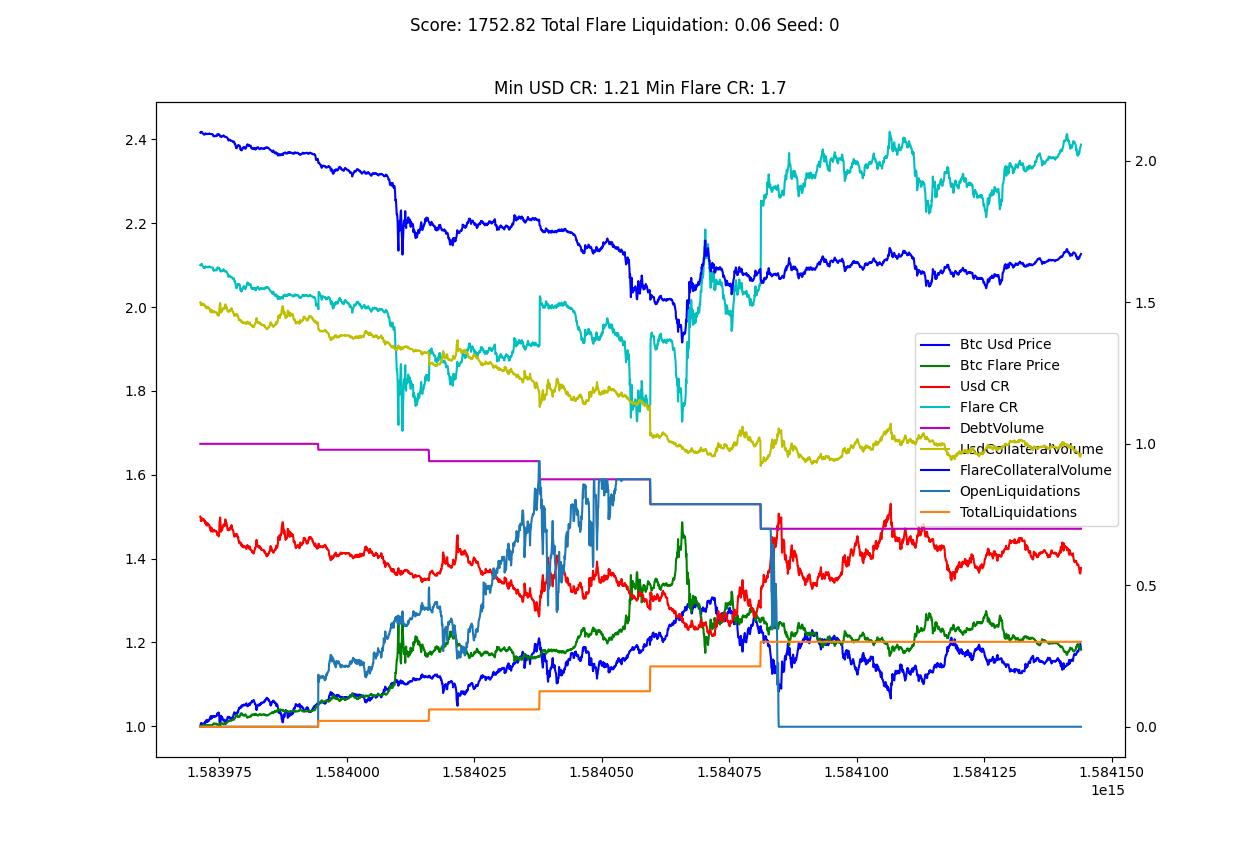 Score: 1752.82 Total Flare Liquidation: 0.06 Seed: 0
Min USD CR: 1.21 Min Flare CR: 1.7
2.4
2.2
2.0
1.8
1.6
1.4
1.2
1.0
2.0
1.5
1.0
0.5
0.0
Btc Usd Price
Btc Flare Price
Usd CR
Flare CR
DebtVolume
UsdCollateralVolume
FlareCollateralVolume
OpenLiquidations
TotalLiquidations
1.583975 1.584000 1.584025 1.584050 1.584075 1.584100 1.584125 1.584150
1e15